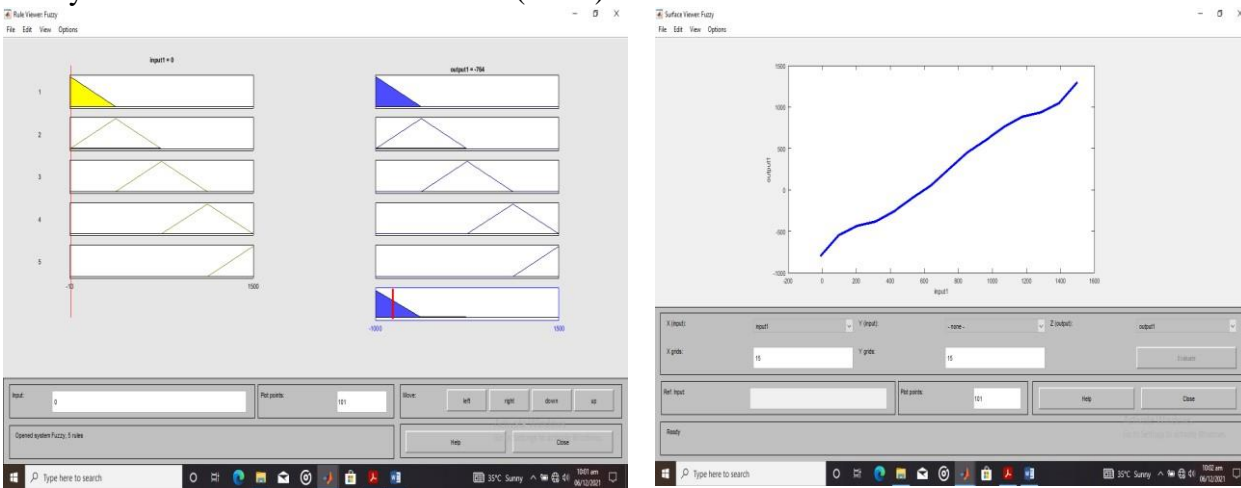 Rule Viewer: Fuzzy
File Edit View Options
input1 = 0
output1 = -764
1
2
3
4
5
-10 1500
-1000 1500
Input: 0
Plot points: 101
Move: left right down up
Opened system Fuzzy, 5 rules
Help Close
Type here to search
35°C Sunny
10:01 am
06/12/2021
Surface Viewer: Fuzzy
File Edit View Options
1500
1000
500
0
-500
-1000
-200 0 200 400 600 800 1000 1200 1400 1600
output1
input1
X (input): input1 Y (input): - none - Z (output): output1
X grids: 15 Y grids: 15 Evaluate
Ref. Input: Plot points: 101 Help Close
Ready
Type here to search
35°C Sunny
10:02 am
06/12/2021